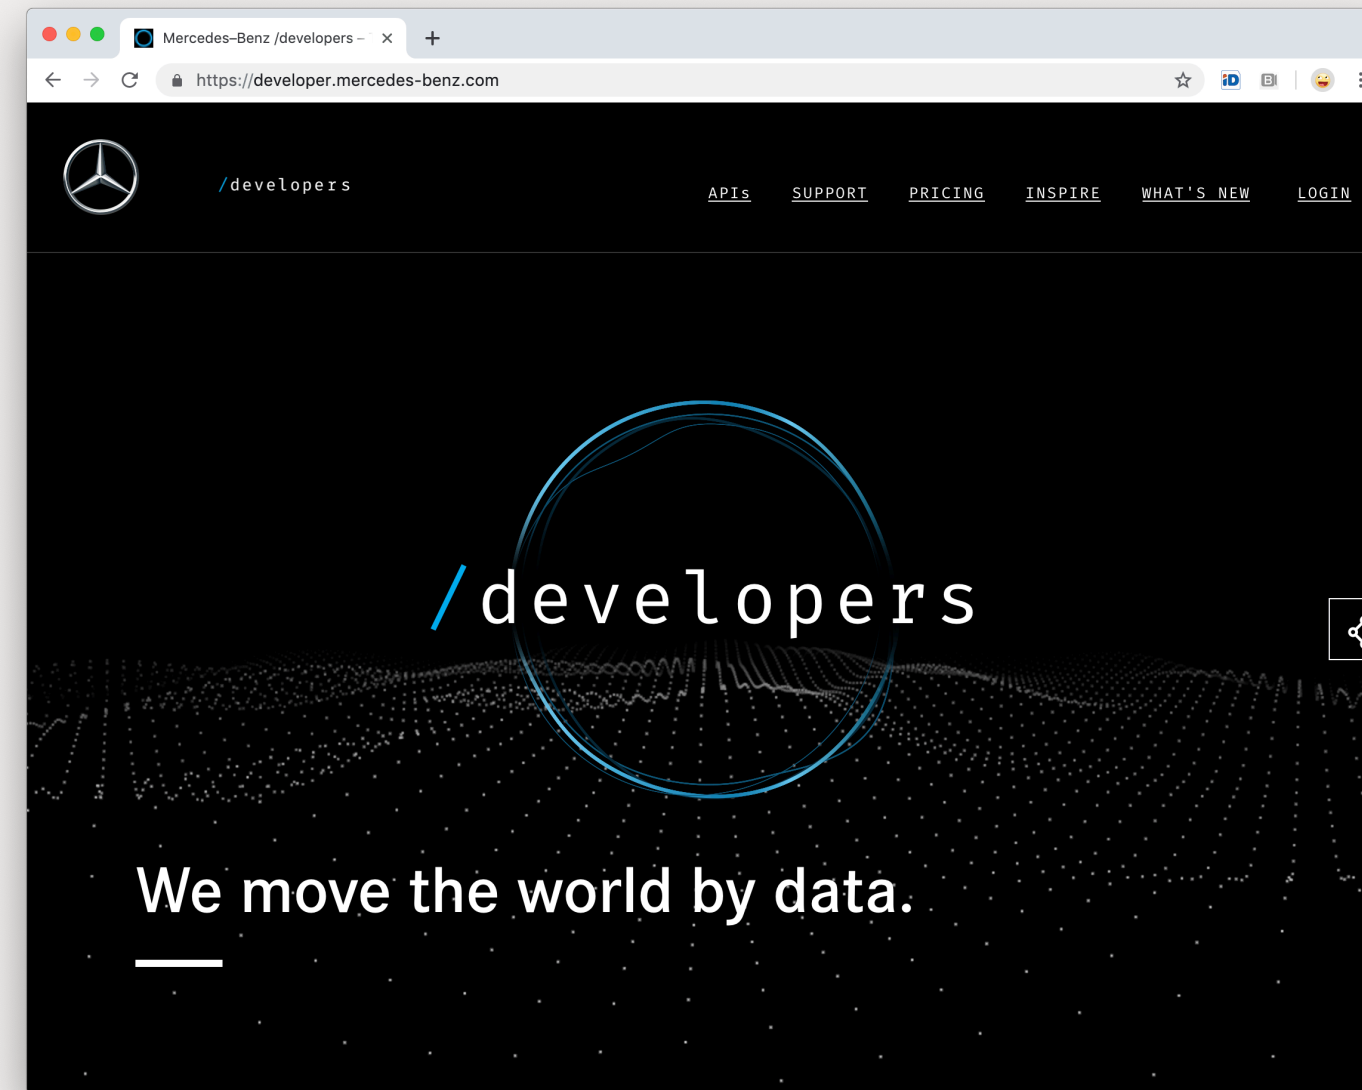 Mercedes–Benz /developers –
https://developer.mercedes-benz.com
iD
B
/developers
APIs SUPPORT PRICING INSPIRE WHAT'S NEW LOGIN
/developers
We move the world by data.